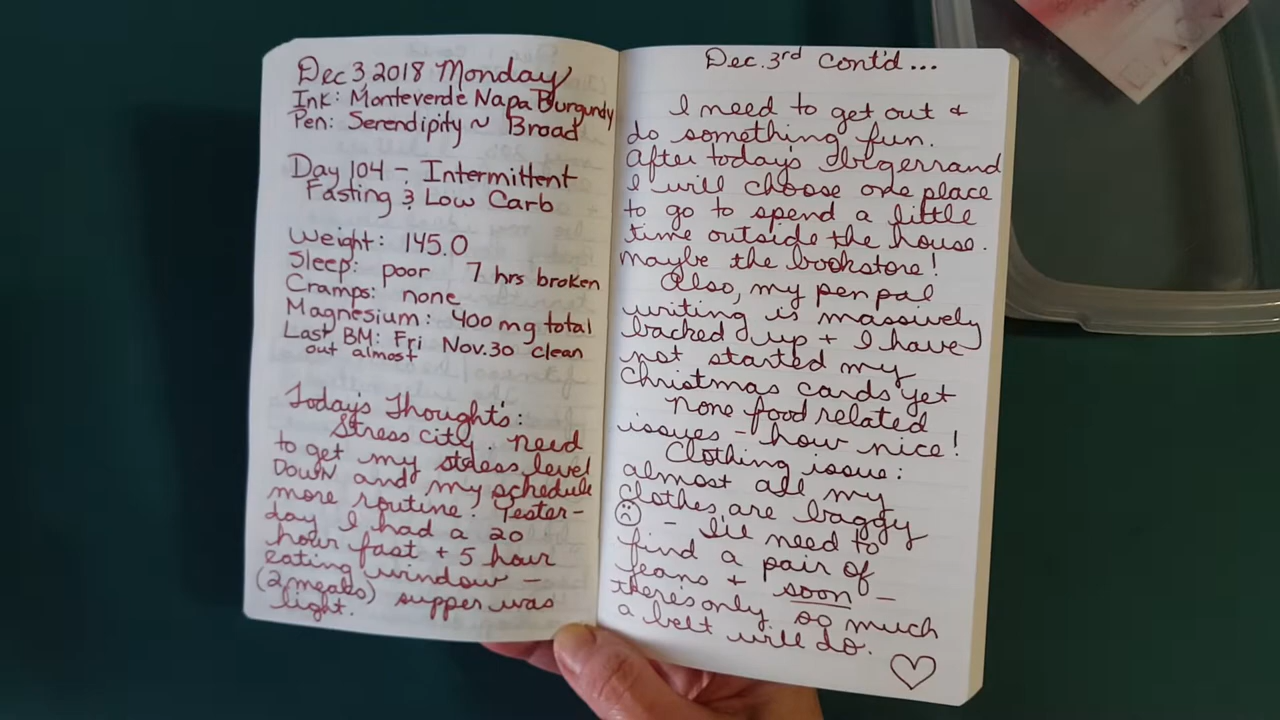 Dec 3, 2018 Monday
Ink: Monteverde Napa Burgundy
Pen: Serendipity ~ Broad
Day 104 - Intermittent
Fasting & Low Carb
Weight: 145.0
Sleep: poor 7 hrs broken
Cramps: none
Magnesium: 400 mg total
Last BM: Fri Nov. 30 clean
out almost
Today's Thought's:
Stress city. need
to get my stress level
DOWN and my schedule
more routine. Yester-
day I had a 20
hour fast + 5 hour
eating window -
(2 meals) supper was
light.
Dec. 3rd cont'd...
I need to get out &
do something fun.
After today's
I will choose one place
to go to spend a little
time outside the house.
maybe the bookstore!
Also, my pen pal
writing is massively
backed up + I have
not started my
Christmas cards yet
none food related
issues - how nice!
Clothing issue:
almost all my
clothes are baggy
☹ - I'll need to
find a pair of
jeans + soon -
there's only so much
a belt will do.
♡